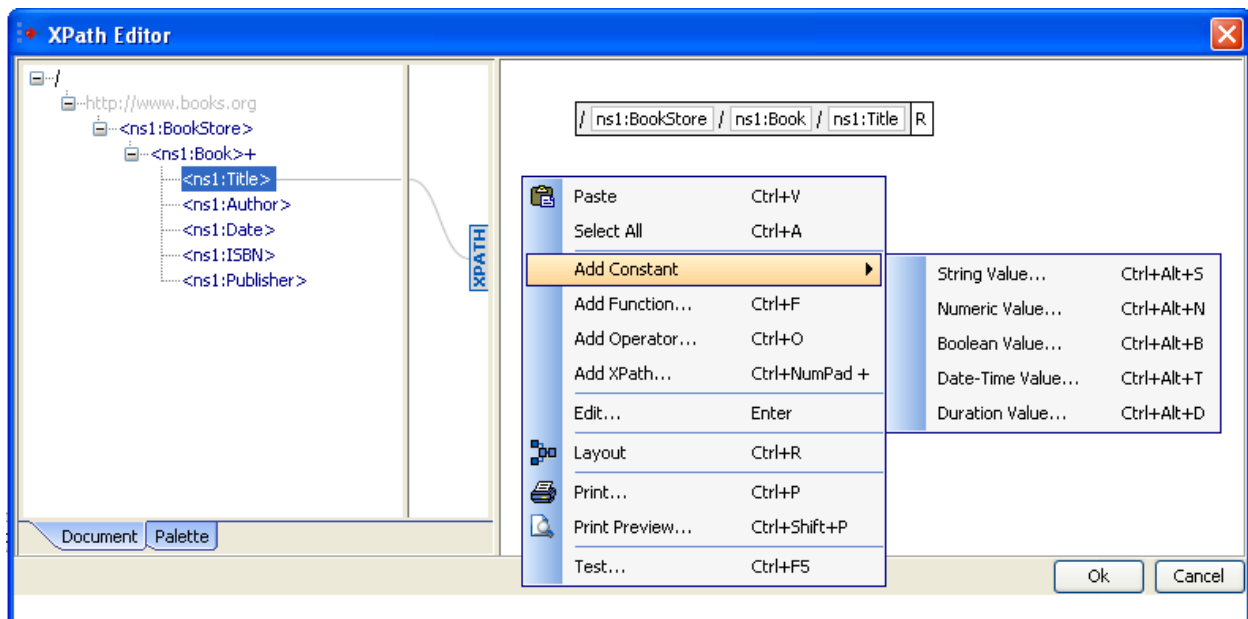 XPath Editor
/
http://www.books.org
<ns1:BookStore>
<ns1:Book>+
<ns1:Title>
<ns1:Author>
<ns1:Date>
<ns1:ISBN>
<ns1:Publisher>
XPATH
Document Palette
/ ns1:BookStore / ns1:Book / ns1:Title R
Paste Ctrl+V
Select All Ctrl+A
Add Constant
Add Function... Ctrl+F
Add Operator... Ctrl+O
Add XPath... Ctrl+NumPad +
Edit... Enter
Layout Ctrl+R
Print... Ctrl+P
Print Preview... Ctrl+Shift+P
Test... Ctrl+F5
String Value... Ctrl+Alt+S
Numeric Value... Ctrl+Alt+N
Boolean Value... Ctrl+Alt+B
Date-Time Value... Ctrl+Alt+T
Duration Value... Ctrl+Alt+D
Ok Cancel